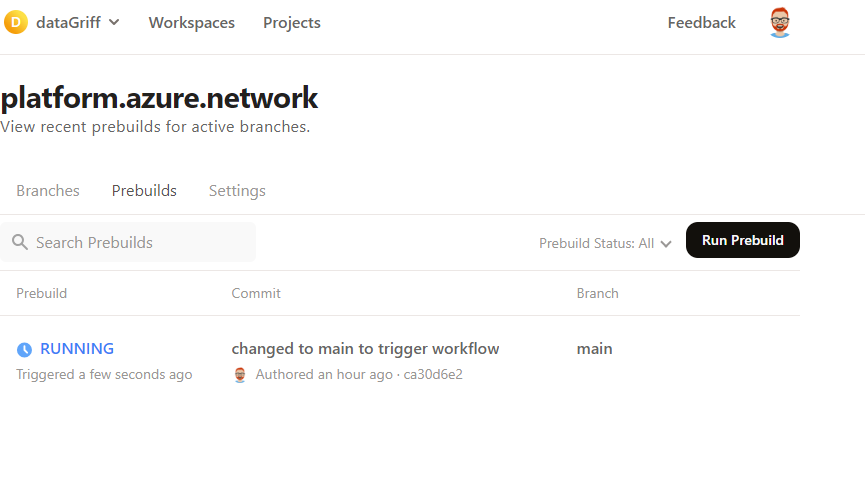 D dataGriff Workspaces Projects Feedback
platform.azure.network
View recent prebuilds for active branches.
Branches Prebuilds Settings
Search Prebuilds Prebuild Status: All Run Prebuild
Prebuild Commit Branch
RUNNING changed to main to trigger workflow main
Triggered a few seconds ago Authored an hour ago · ca30d6e2